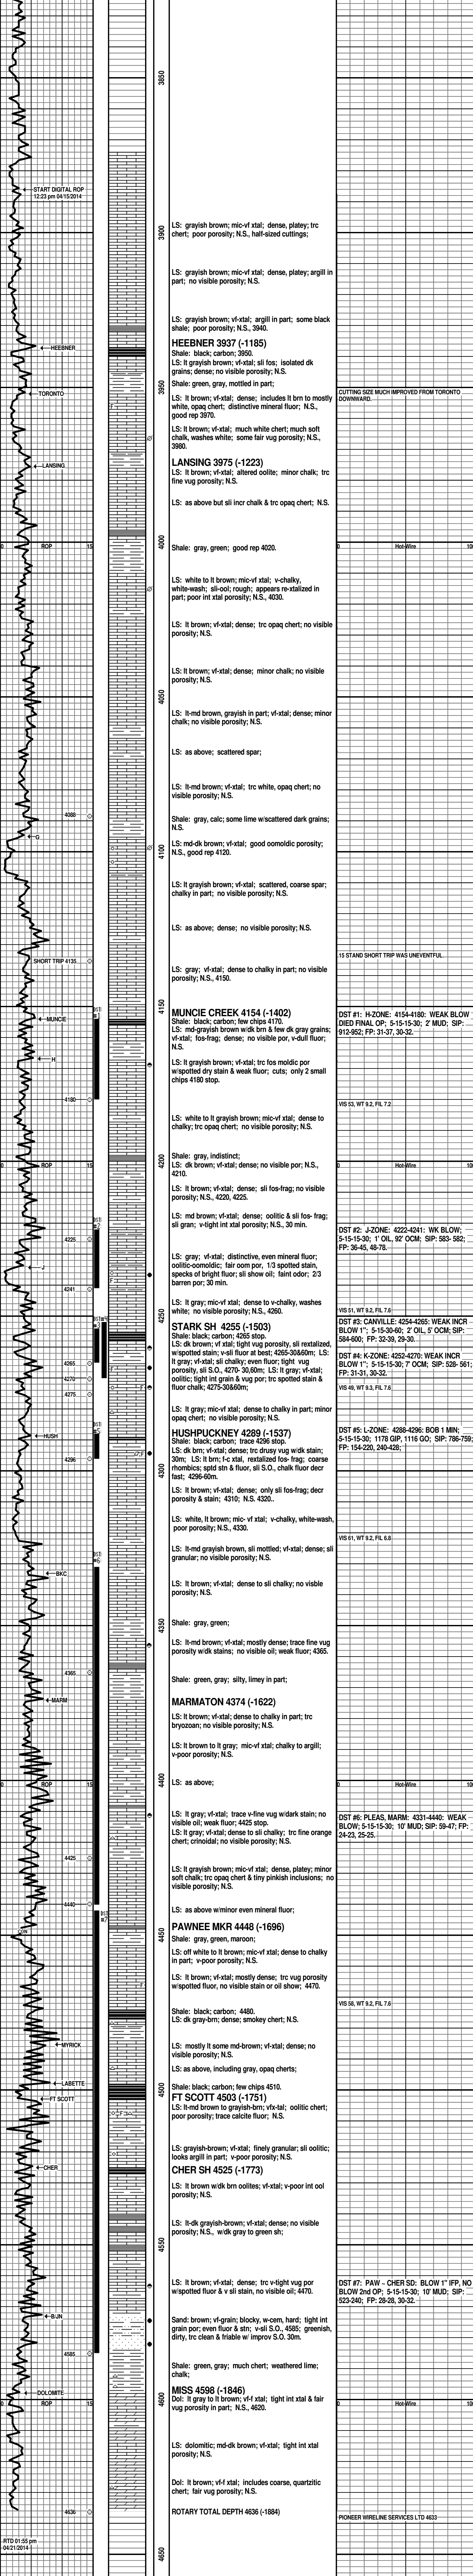 3850
START DIGITAL ROP
12:23 pm 04/15/2014
3900
LS: grayish brown; mic-vf xtal; dense, platey; trc
chert; poor porosity; N.S., half-sized cuttings;
LS: grayish brown; mic-vf xtal; dense, platey; argill in
part; no visible porosity; N.S.
LS: grayish brown; vf-xtal; argill in part; some black
shale; poor porosity; N.S., 3940.
HEEBNER
HEEBNER 3937 (-1185)
Shale: black; carbon; 3950.
LS: lt grayish brown; vf-xtal; sli fos; isolated dk
grains; dense; no visible porosity; N.S.
3950
Shale: green, gray, mottled in part;
TORONTO
CUTTING SIZE MUCH IMPROVED FROM TORONTO
DOWNWARD.
LS: lt brown; vf-xtal; dense; includes lt brn to mostly
white, opaq chert; distinctive mineral fluor; N.S.,
good rep 3970.
LS: lt brown; vf-xtal; much white chert; much soft
chalk, washes white; some fair vug porosity; N.S.,
3980.
LANSING
LANSING 3975 (-1223)
LS: lt brown; vf-xtal; altered oolite; minor chalk; trc
fine vug porosity; N.S.
LS: as above but sli incr chalk & trc opaq chert; N.S.
4000
0 ROP 15
0 Hot-Wire 100
Shale: gray, green; good rep 4020.
LS: white to lt brown; mic-vf xtal; v-chalky,
white-wash; sli-ool; rough; appears re-xtalized in
part; poor int xtal porosity; N.S., 4030.
LS: lt brown; vf-xtal; dense; trc opaq chert; no visible
porosity; N.S.
LS: lt brown; vf-xtal; dense; minor chalk; no visible
porosity; N.S.
4050
LS: lt-md brown, grayish in part; vf-xtal; dense; minor
chalk; no visible porosity; N.S.
LS: as above; scattered spar;
LS: lt-md brown; vf-xtal; trc white, opaq chert; no
visible porosity; N.S.
4088
Shale: gray, calc; some lime w/scattered dark grains;
N.S.
G
4100
LS: md-dk brown; vf-xtal; good oomoldic porosity;
N.S., good rep 4120.
LS: lt grayish brown; vf-xtal; scattered, coarse spar;
chalky in part; no visible porosity; N.S.
LS: as above; dense; no visible porosity; N.S.
SHORT TRIP 4135
15 STAND SHORT TRIP WAS UNEVENTFUL.
LS: gray; vf-xtal; dense to chalky in part; no visible
porosity; N.S., 4150.
4150
DST #1
MUNCIE
MUNCIE CREEK 4154 (-1402)
Shale: black; carbon; few chips 4170.
LS: md-grayish brown w/dk brn & few dk gray grains;
vf-xtal; fos-frag; dense; no visible por, v-dull fluor;
N.S.
DST #1: H-ZONE: 4154-4180: WEAK BLOW
DIED FINAL OP; 5-15-15-30; 2' MUD; SIP:
912-952; FP: 31-37, 30-32.
H
LS: lt grayish brown; vf-xtal; trc fos moldic por
w/spotted dry stain & weak fluor; cuts; only 2 small
chips 4180 stop.
4180
VIS 53, WT 9.2, FIL 7.2
LS: white to lt grayish brown; mic-vf xtal; dense to
chalky; trc opaq chert; no visible porosity; N.S.
4200
0 ROP 15
0 Hot-Wire 100
Shale: gray, indistinct;
LS: dk brown; vf-xtal; dense; no visible por; N.S.,
4210.
LS: lt brown; vf-xtal; dense; sli fos-frag; no visible
porosity; N.S., 4220, 4225.
LS: md brown; vf-xtal; dense; oolitic & sli fos- frag;
sli gran; v-tight int xtal porosity; N.S., 30 min.
DST #2
4225
DST #2: J-ZONE: 4222-4241: WK BLOW;
5-15-15-30; 1' OIL, 92' OCM; SIP: 583- 582;
FP: 36-45, 48-78.
J
LS: gray; vf-xtal; distinctive, even mineral fluor;
oolitic-oomoldic; fair oom por, 1/3 spotted stain,
specks of bright fluor; sli show oil; faint odor; 2/3
barren por; 30 min.
4241
LS: lt gray; mic-vf xtal; dense to v-chalky, washes
white; no visible porosity; N.S.
VIS 51, WT 9.2, FIL 7.6
4250
STARK SH 4255 (-1503)
Shale: black; carbon; 4265 stop.
LS: dk brown; vf xtal; tight vug porosity, sli rextalized,
w/spotted stain; v-sli fluor at best; 4265-30&60m; LS:
lt gray; vf-xtal; sli chalky; even fluor; tight vug
porosity, sli S.O., 4270- 30,60m; LS: lt gray; vf-xtal;
oolitic; tight int grain & vug por; trc spotted stain &
fluor chalky; 4275-30&60m;
DST #3: CANVILLE: 4254-4265: WEAK INCR
BLOW 1"; 5-15-30-60; 2' OIL, 5' OCM; SIP:
584-600; FP: 32-39, 29-30.
DST #4: K-ZONE: 4252-4270: WEAK INCR
BLOW 1"; 5-15-15-30; 7' OCM; SIP: 528- 561;
FP: 31-31, 30-32.
4265
4270
4275
VIS 49, WT 9.3, FIL 7.6
LS: lt gray; mic-vf xtal; dense to chalky in part; minor
opaq chert; no visible porosity; N.S.
DST #5
HUSH
HUSHPUCKNEY 4289 (-1537)
Shale: black; carbon; trace 4296 stop.
LS: dk brn; vf-xtal; dense; trc drusy vug w/dk stain;
30m; LS: lt brn; f-c xtal, rextalized fos- frag; coarse
rhombics; sptd stn & fluor, sli S.O., chalk fluor decr
fast; 4296-60m.
DST #5: L-ZONE: 4288-4296: BOB 1 MIN;
5-15-15-30; 1178 GIP, 1116 GO; SIP: 786-759;
FP: 154-220, 240-428;
4296
4300
LS: lt brown; vf-xtal; dense; only sli fos-frag; decr
porosity & stain; 4310; N.S. 4320..
LS: white, lt brown; mic- vf xtal; v-chalky, white-wash,
poor porosity; N.S., 4330.
VIS 61, WT 9.2, FIL 6.8
LS: lt-md grayish brown, sli mottled; vf-xtal; dense; sli
granular; no visible porosity; N.S.
DST #6
BKC
LS: lt brown; vf-xtal; dense to sli chalky; no visble
porosity; N.S.
4350
Shale: gray, green;
LS: lt-md brown; vf-xtal; mostly dense; trace fine vug
porosity w/dk stains; no visible oil; weak fluor; 4365.
4365
Shale: green, gray; silty, limey in part;
MARM
MARMATON 4374 (-1622)
LS: lt brown; vf-xtal; dense to chalky in part; trc
bryozoan; no visible porosity; N.S.
LS: lt brown to lt gray; mic-vf xtal; chalky to argill;
v-poor porosity; N.S.
4400
0 ROP 15
0 Hot-Wire 100
LS: as above;
LS: lt gray; vf-xtal; trace v-fine vug w/dark stain; no
visible oil; weak fluor; 4425 stop.
LS: lt gray; vf-xtal; dense to sli chalky; trc fine orange
chert; crinoidal; no visible porosity; N.S.
DST #6: PLEAS, MARM: 4331-4440: WEAK
BLOW; 5-15-15-30; 10' MUD; SIP: 59-47; FP:
24-23, 25-25.
4425
LS: lt grayish brown; mic-vf xtal; dense, platey; minor
soft chalk; trc opaq chert & tiny pinkish inclusions; no
visible porosity; N.S.
4440
DST #7
LS: as above w/minor even mineral fluor;
4450
PAWNEE MKR 4448 (-1696)
Shale: gray, green, maroon;
LS: off white to lt brown; mic-vf xtal; dense to chalky
in part; v-poor porosity; N.S.
LS: lt brown; vf-xtal; mostly dense; trc vug porosity
w/spotted fluor, no visible stain or oil show; 4470.
VIS 58, WT 9.2, FIL 7.6
Shale: black; carbon; 4480.
LS: dk gray-brn; dense; smokey chert; N.S.
MYRICK
LS: mostly lt some md-brown; vf-xtal; dense; no
visible porosity; N.S.
LS: as above, including gray, opaq cherts;
LABETTE
4500
Shale: black; carbon; few chips 4510.
FT SCOTT
FT SCOTT 4503 (-1751)
LS: lt-md brown to grayish-brn; vfx-tal; oolitic chert;
poor porosity; trace calcite fluor; N.S.
LS: grayish-brown; vf-xtal; finely granular; sli oolitic;
looks argill in part; v-poor porosity; N.S.
CHER
CHER SH 4525 (-1773)
LS: lt brown w/dk brn oolites; vf-xtal; v-poor int ool
porosity; N.S.
LS: lt-dk grayish-brown; vf-xtal; dense; no visible
porosity; N.S., w/dk gray to green sh;
4550
LS: lt brown; vf-xtal; dense; trc v-tight vug por
w/spotted fluor & v sli stain, no visible oil; 4470.
DST #7: PAW – CHER SD: BLOW 1" IFP, NO
BLOW 2nd OP; 5-15-15-30; 10' MUD; SIP:
523-240; FP: 28-28, 30-32.
BJN
Sand: brown; vf-grain; blocky, w-cem, hard; tight int
grain por; even fluor & stn; v-sli S.O., 4585; greenish,
dirty, trc clean & friable w/ improv S.O. 30m.
4585
Shale: green, gray; much chert; weathered lime;
chalk;
DOLOMITE
4600
0 ROP 15
0 Hot-Wire 100
MISS 4598 (-1846)
Dol: lt gray to lt brown; vf-f xtal; tight int xtal & fair
vug porosity in part; N.S., 4620.
LS: dolomitic; md-dk brown; vf-xtal; tight int xtal
porosity; N.S.
Dol: lt brown; vf-f xtal; includes coarse, quartzitic
chert; fair vug porosity; N.S.
4636
ROTARY TOTAL DEPTH 4636 (-1884)
PIONEER WIRELINE SERVICES LTD 4633
RTD 01:55 pm
04/21/2014
4650